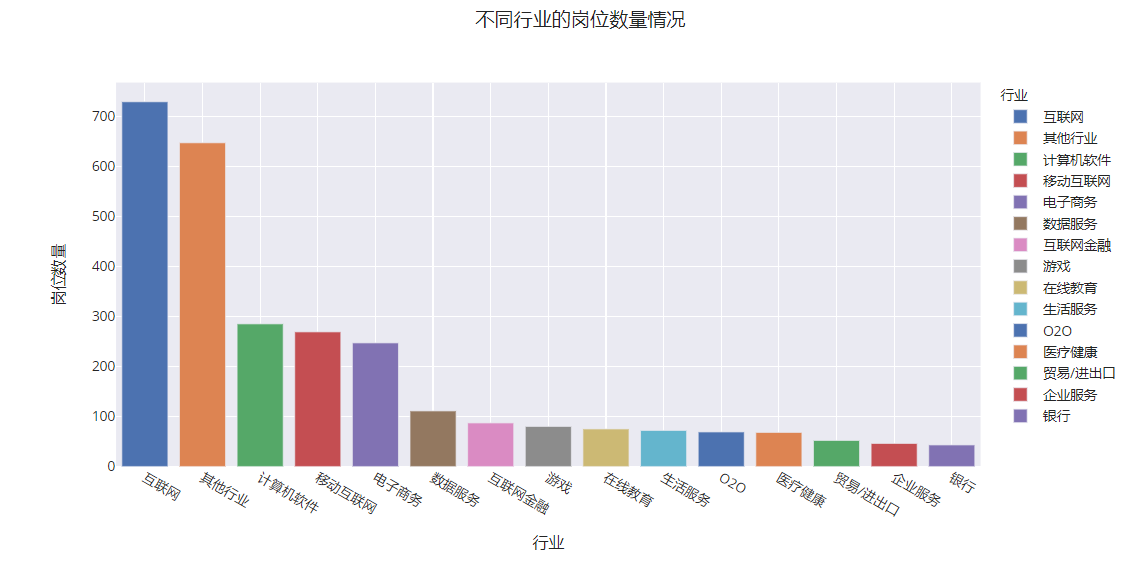 不同行业的岗位数量情况
岗位数量
700
600
500
400
300
200
100
0
互联网
其他行业
计算机软件
移动互联网
电子商务
数据服务
互联网金融
游戏
在线教育
生活服务
O2O
医疗健康
贸易/进出口
企业服务
银行
行业
行业
互联网
其他行业
计算机软件
移动互联网
电子商务
数据服务
互联网金融
游戏
在线教育
生活服务
O2O
医疗健康
贸易/进出口
企业服务
银行